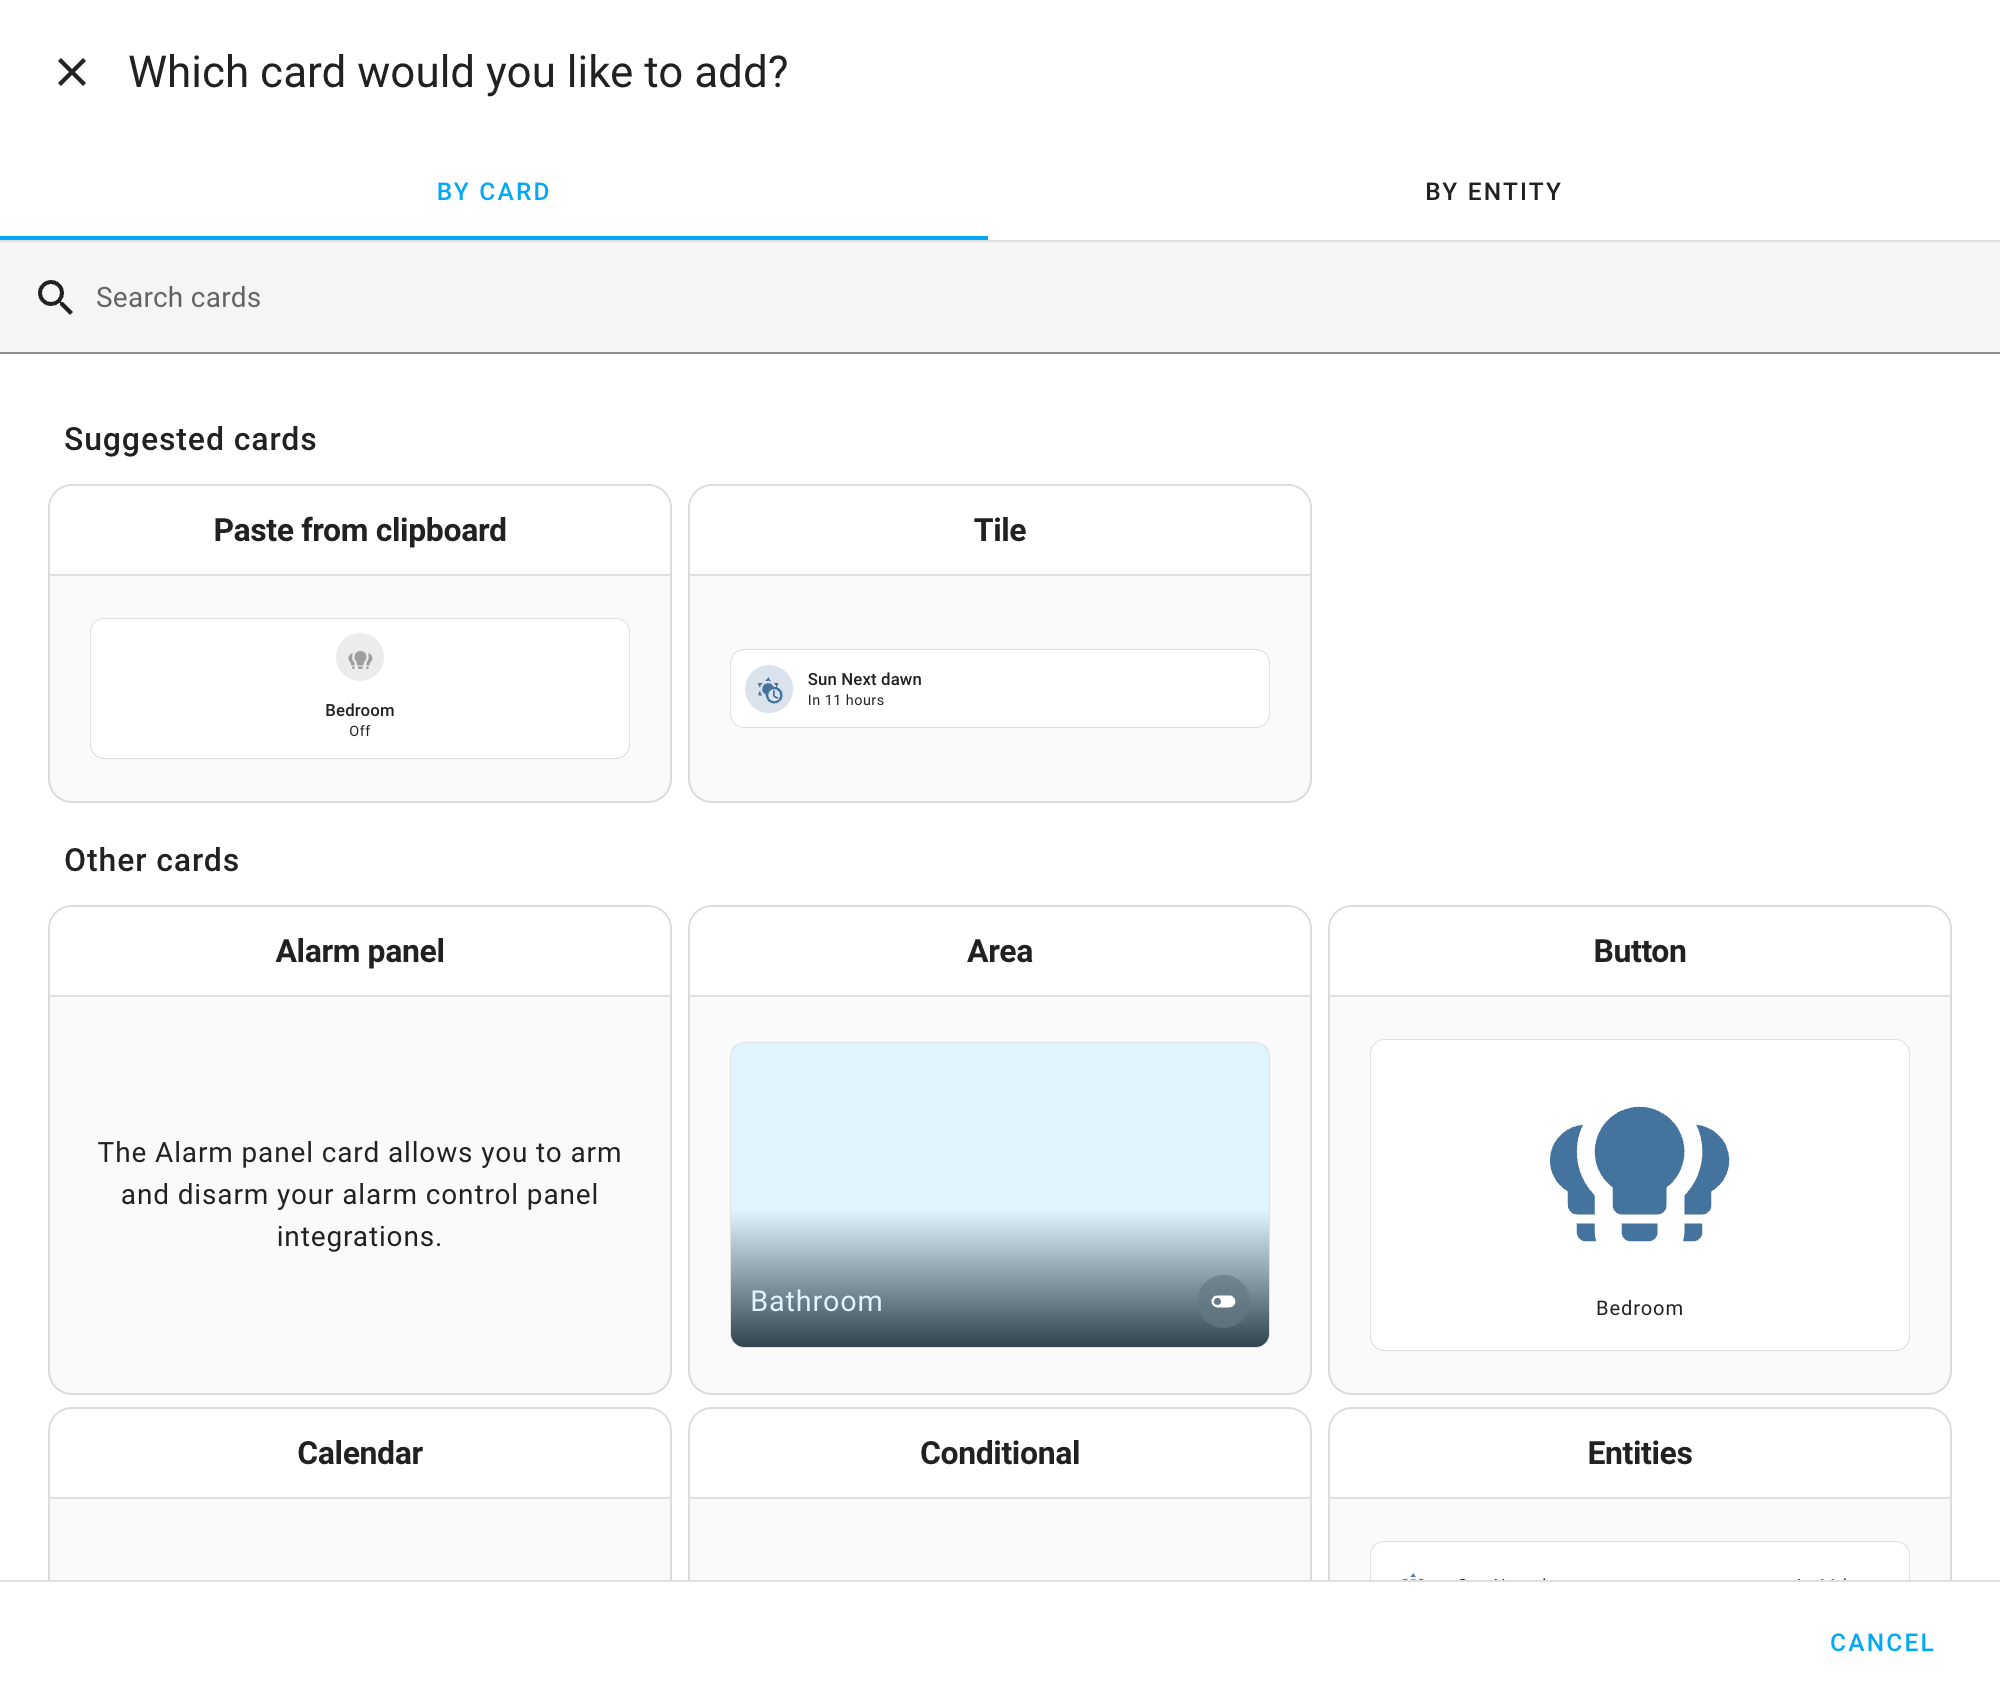 Which card would you like to add?
BY CARD
BY ENTITY
Search cards
Suggested cards
Paste from clipboard
Tile
Bedroom
Off
Sun Next dawn
In 11 hours
Other cards
Alarm panel
Area
Button
The Alarm panel card allows you to arm
and disarm your alarm control panel
integrations.
Bathroom
Bedroom
Calendar
Conditional
Entities
CANCEL